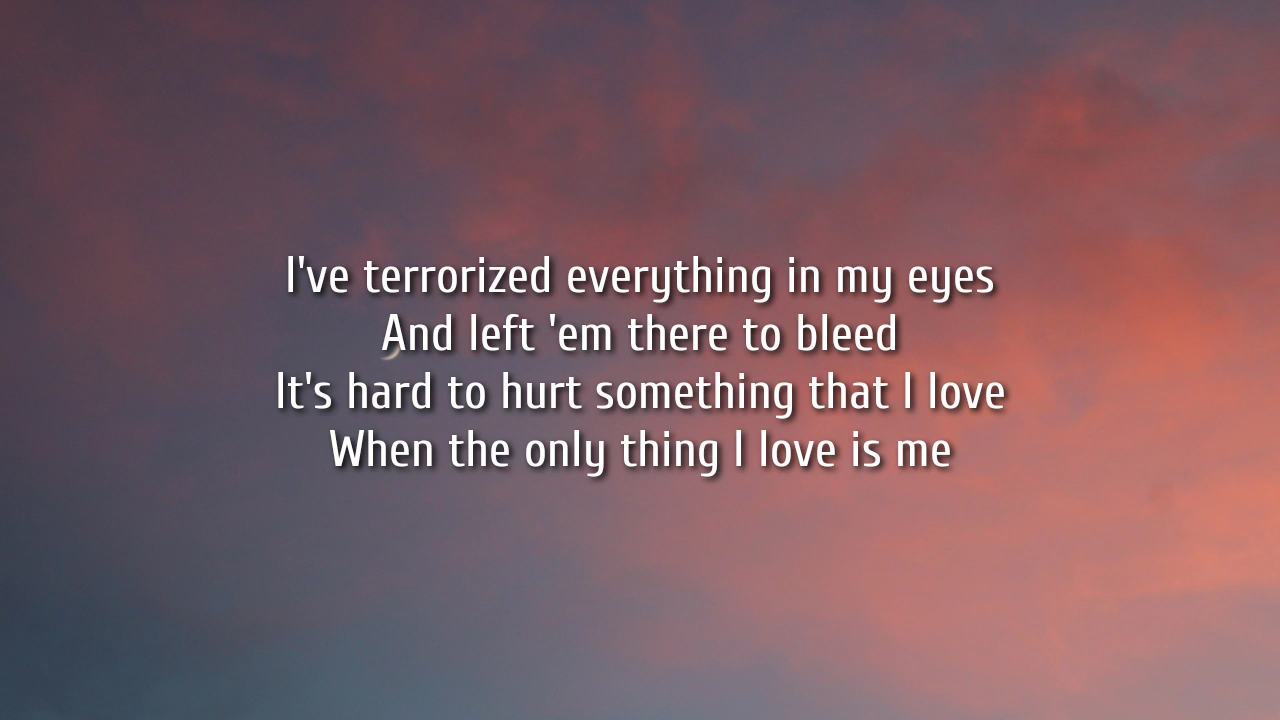 I've terrorized everything in my eyes
And left 'em there to bleed
It's hard to hurt something that I love
When the only thing I love is me